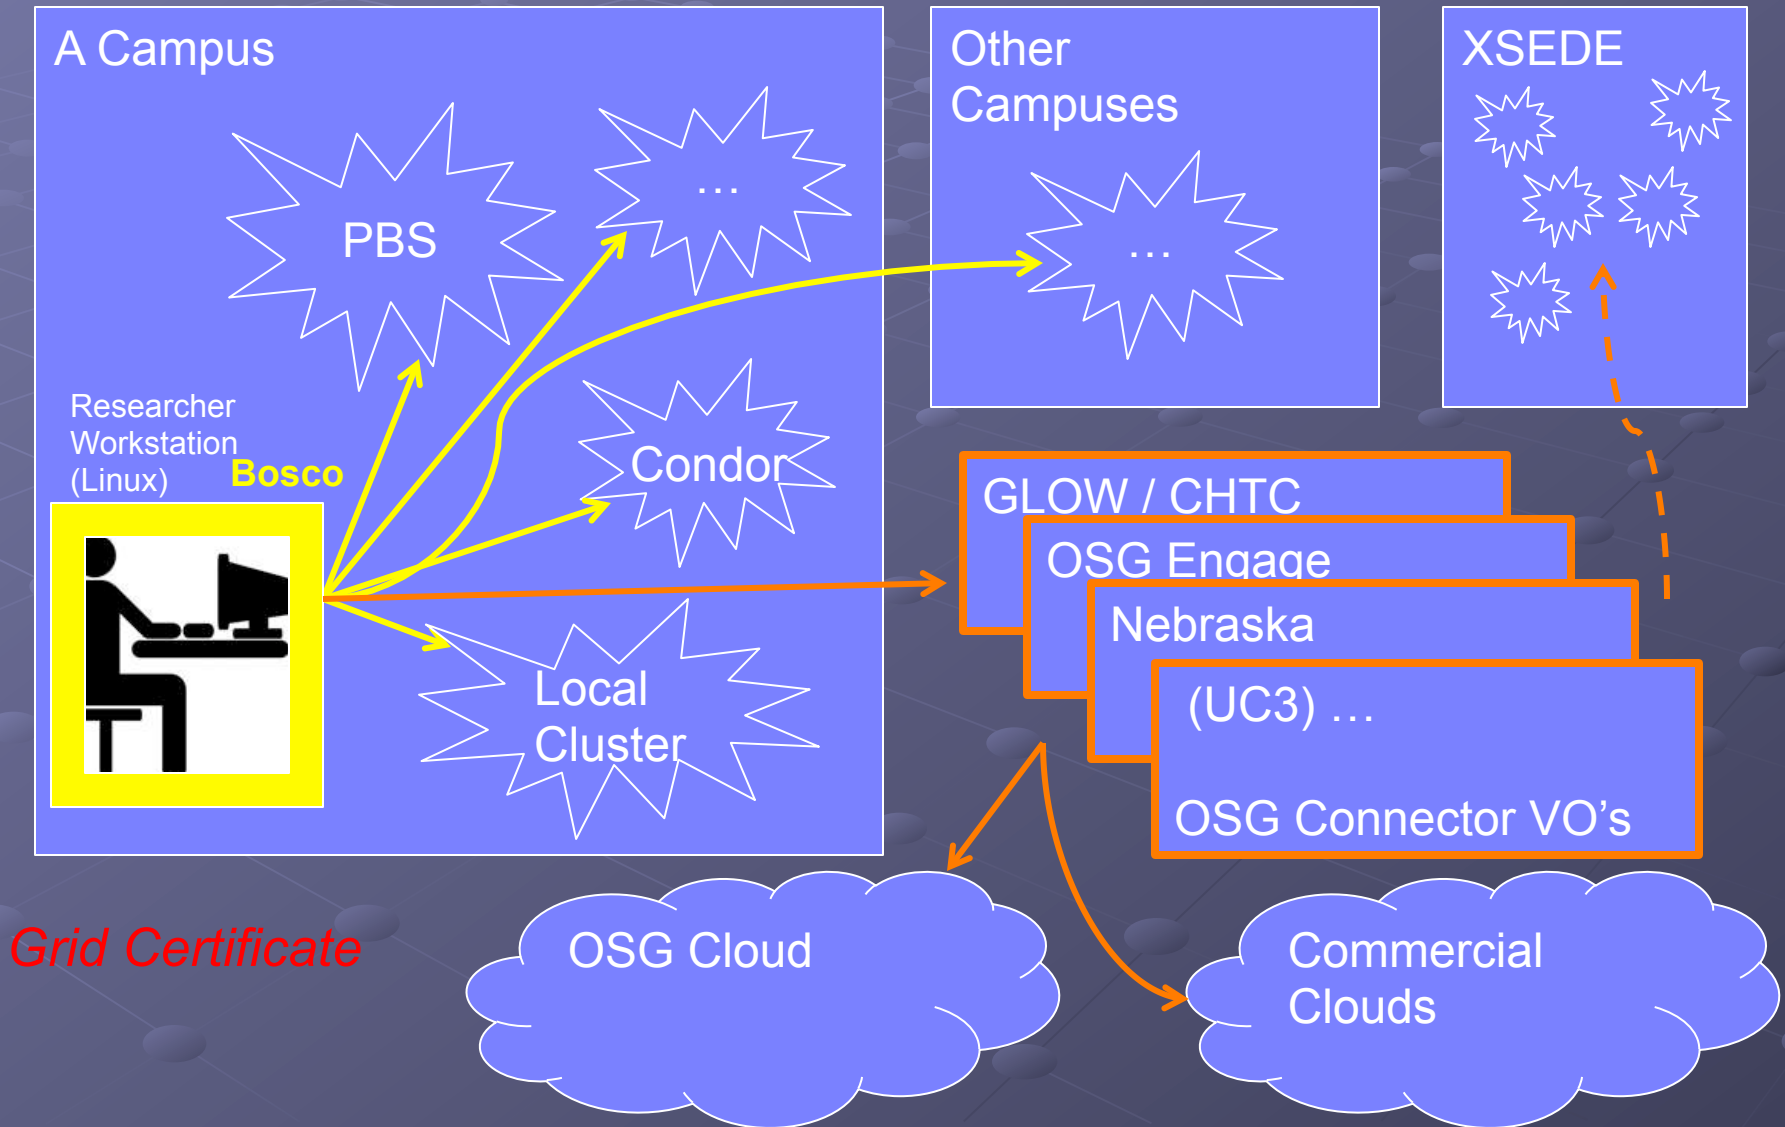 A Campus
PBS
…
Researcher
Workstation
(Linux)
Bosco
Condor
Local
Cluster
Other
Campuses
…
XSEDE
GLOW / CHTC
OSG Engage
Nebraska
(UC3) …
OSG Connector VO’s
Grid Certificate
OSG Cloud
Commercial
Clouds